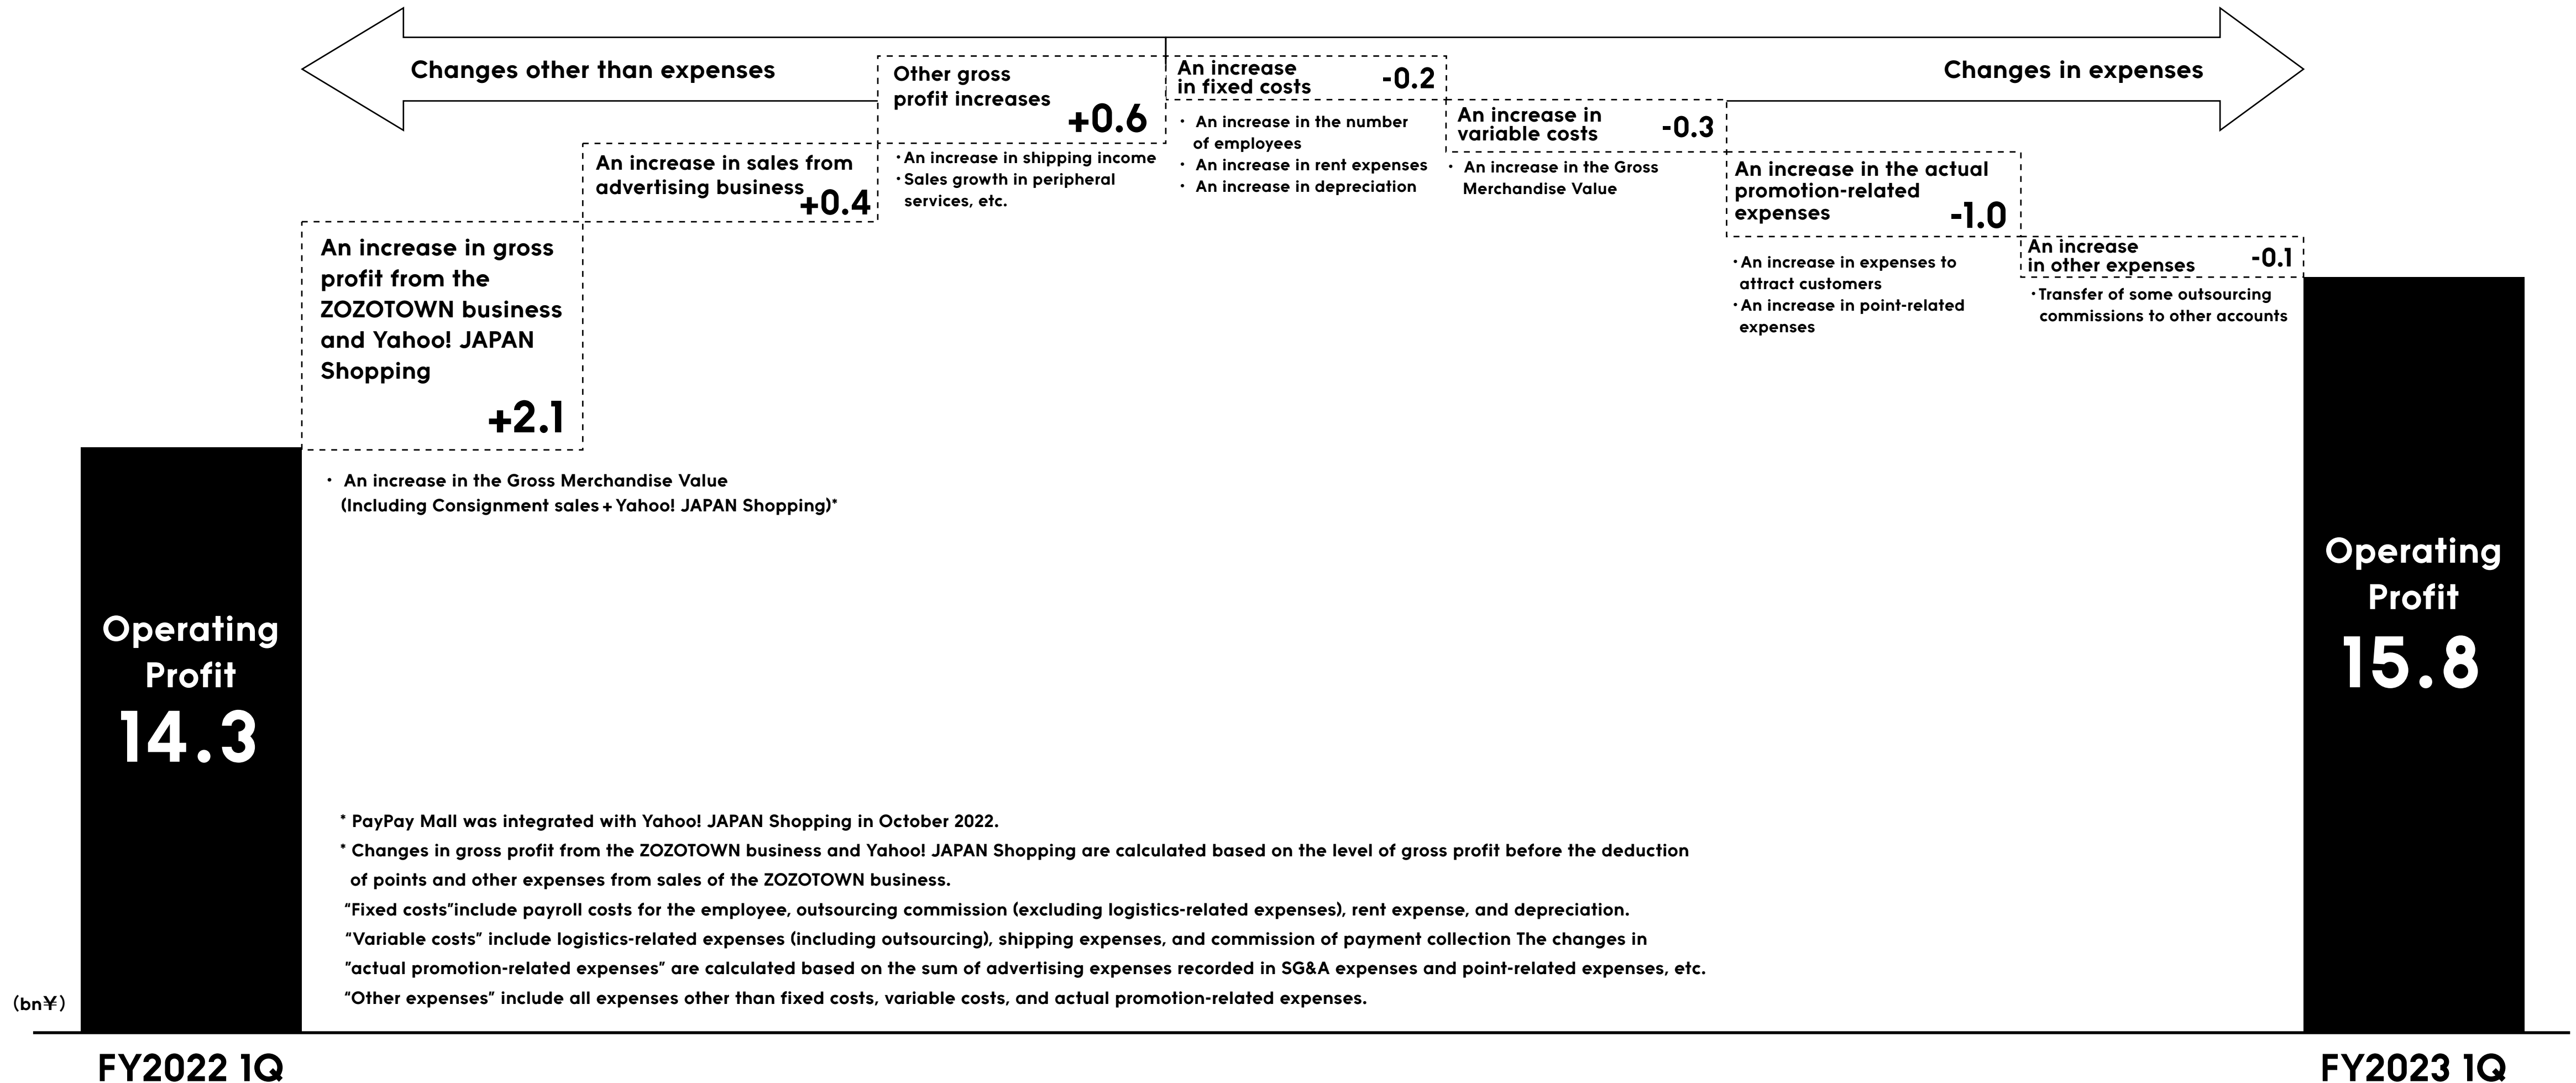 Changes other than expenses
Changes in expenses
Other gross
profit increases
+0.6
・An increase in shipping income
・Sales growth in peripheral
services, etc.
An increase
in fixed costs
-0.2
・ An increase in the number
of employees
・ An increase in rent expenses
・ An increase in depreciation
An increase in
variable costs
-0.3
・ An increase in the Gross
Merchandise Value
An increase in sales from
advertising business
+0.4
An increase in the actual
promotion-related
expenses
-1.0
・An increase in expenses to
attract customers
・An increase in point-related
expenses
An increase
in other expenses
-0.1
・Transfer of some outsourcing
commissions to other accounts
An increase in gross
profit from the
ZOZOTOWN business
and Yahoo! JAPAN
Shopping
+2.1
・ An increase in the Gross Merchandise Value
(Including Consignment sales+Yahoo! JAPAN Shopping)*
Operating
Profit
14.3
Operating
Profit
15.8
* PayPay Mall was integrated with Yahoo! JAPAN Shopping in October 2022.
* Changes in gross profit from the ZOZOTOWN business and Yahoo! JAPAN Shopping are calculated based on the level of gross profit before the deduction
of points and other expenses from sales of the ZOZOTOWN business.
“Fixed costs”include payroll costs for the employee, outsourcing commission (excluding logistics-related expenses), rent expense, and depreciation.
“Variable costs” include logistics-related expenses (including outsourcing), shipping expenses, and commission of payment collection The changes in
”actual promotion-related expenses” are calculated based on the sum of advertising expenses recorded in SG&A expenses and point-related expenses, etc.
“Other expenses” include all expenses other than fixed costs, variable costs, and actual promotion-related expenses.
(bn¥)
FY2022 1Q
FY2023 1Q